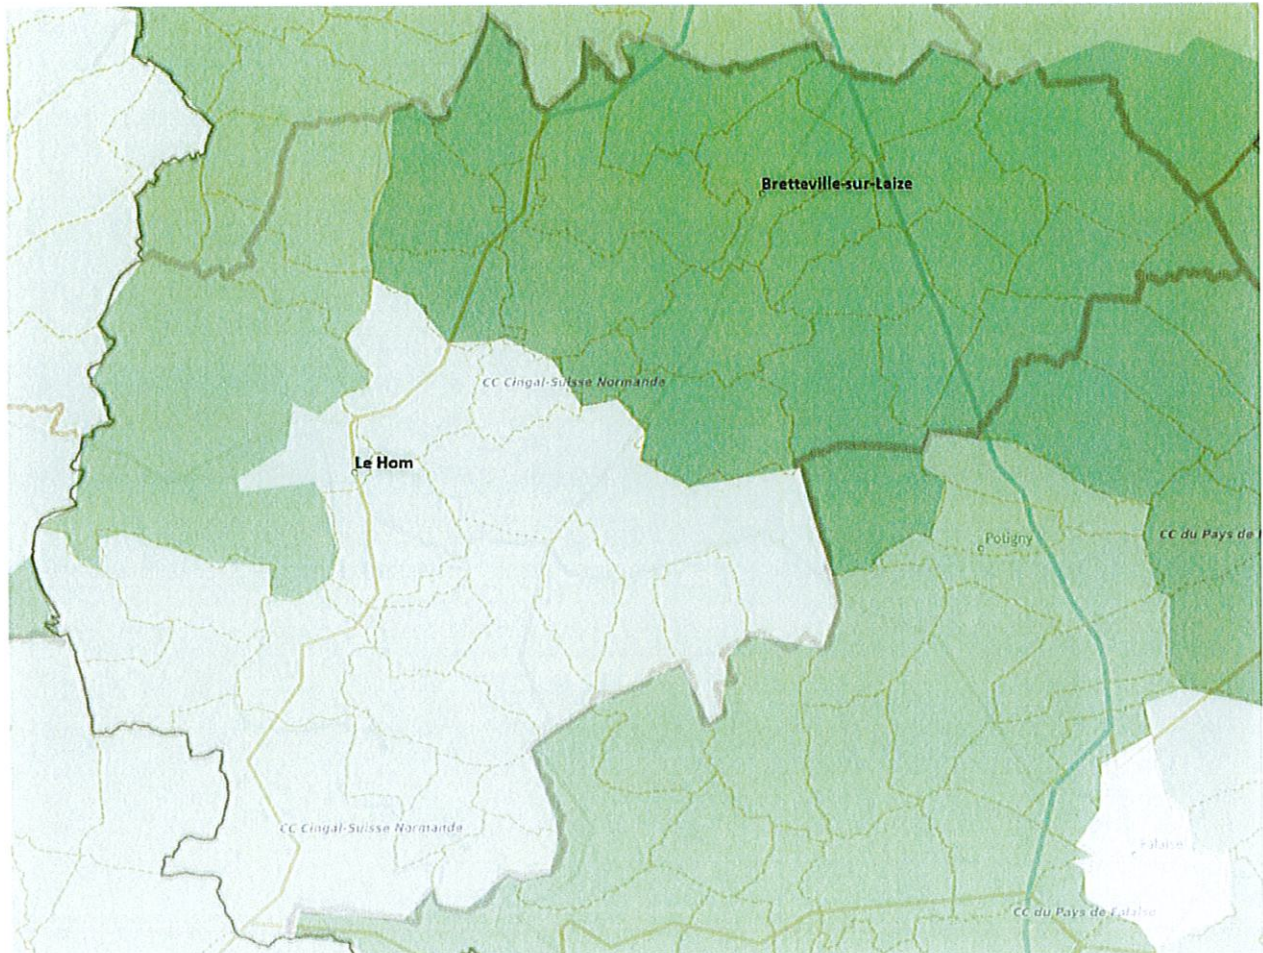 Bretteville-sur-Laize
CC Cingal-Suisse Normande
Le Hom
CC du Pays de
Potigny
CC Cingal-Suisse Normande
Falaise
CC du Pays de Falaise